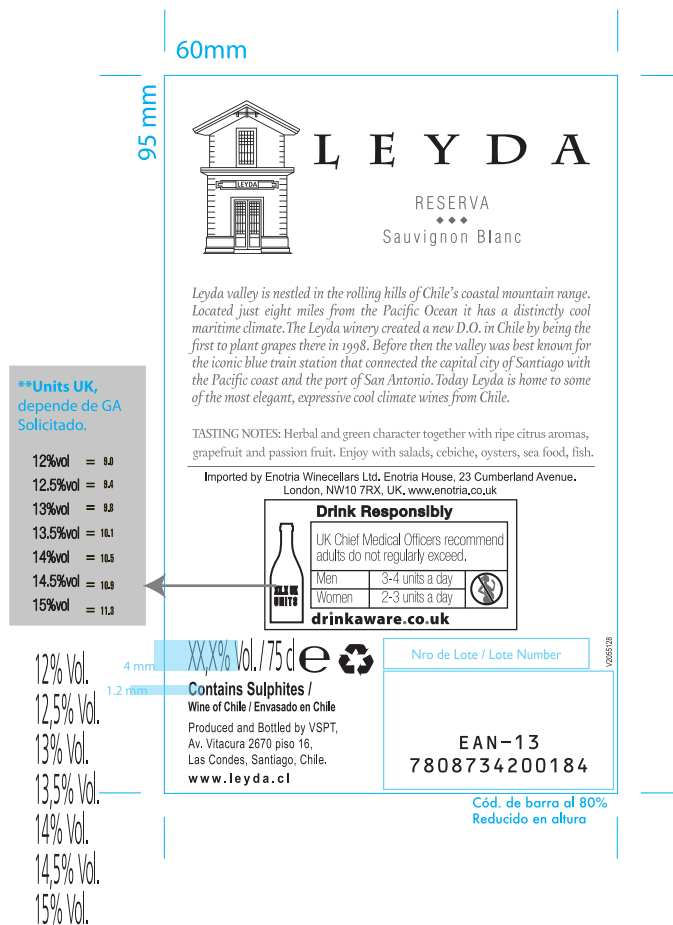 60mm
95 mm
LEYDA
LEYDA
RESERVA
Sauvignon Blanc
Leyda valley is nestled in the rolling hills of Chile's coastal mountain range.
Located just eight miles from the Pacific Ocean it has a distinctly cool
maritime climate. The Leyda winery created a new D.O. in Chile by being the
first to plant grapes there in 1998. Before then the valley was best known for
the iconic blue train station that connected the capital city of Santiago with
the Pacific coast and the port of San Antonio. Today Leyda is home to some
of the most elegant, expressive cool climate wines from Chile.
TASTING NOTES: Herbal and green character together with ripe citrus aromas,
grapefruit and passion fruit. Enjoy with salads, cebiche, oysters, sea food, fish.
Imported by Enotria Winecellars Ltd. Enotria House, 23 Cumberland Avenue.
London, NW10 7RX, UK. www.enotria.co.uk
Drink Responsibly
UK Chief Medical Officers recommend
adults do not regularly exceed.
Men 3-4 units a day
Women 2-3 units a day
XX.X UK
UNITS
drinkaware.co.uk
**Units UK,
depende de GA
Solicitado.
12%vol = 9.0
12.5%vol = 9.4
13%vol = 9.8
13.5%vol = 10.1
14%vol = 10.5
14.5%vol = 10.9
15%vol = 11.3
12% Vol.
12,5% Vol.
13% Vol.
13,5% Vol.
14% Vol.
14,5% Vol.
15% Vol.
4 mm
1.2 mm
XX,X% Vol. / 75 cl e
Contains Sulphites /
Wine of Chile / Envasado en Chile
Produced and Bottled by VSPT,
Av. Vitacura 2670 piso 16,
Las Condes, Santiago, Chile.
www.leyda.cl
Nro de Lote / Lote Number
V2055128
EAN-13
7808734200184
Cód. de barra al 80%
Reducido en altura